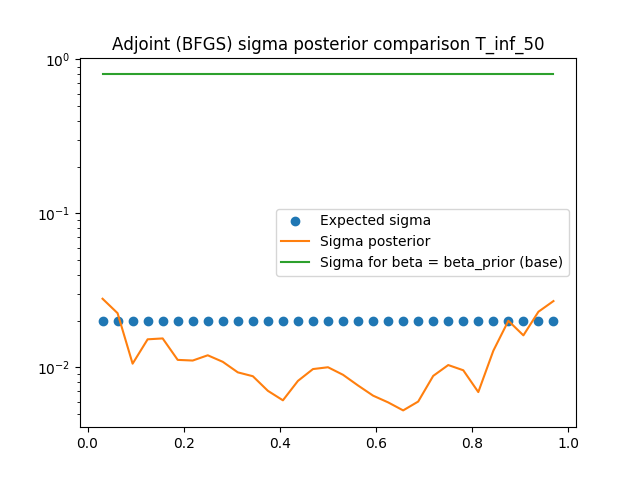 Adjoint (BFGS) sigma posterior comparison T_inf_50
10⁰
10⁻¹
10⁻²
Expected sigma
Sigma posterior
Sigma for beta = beta_prior (base)
0.0 0.2 0.4 0.6 0.8 1.0